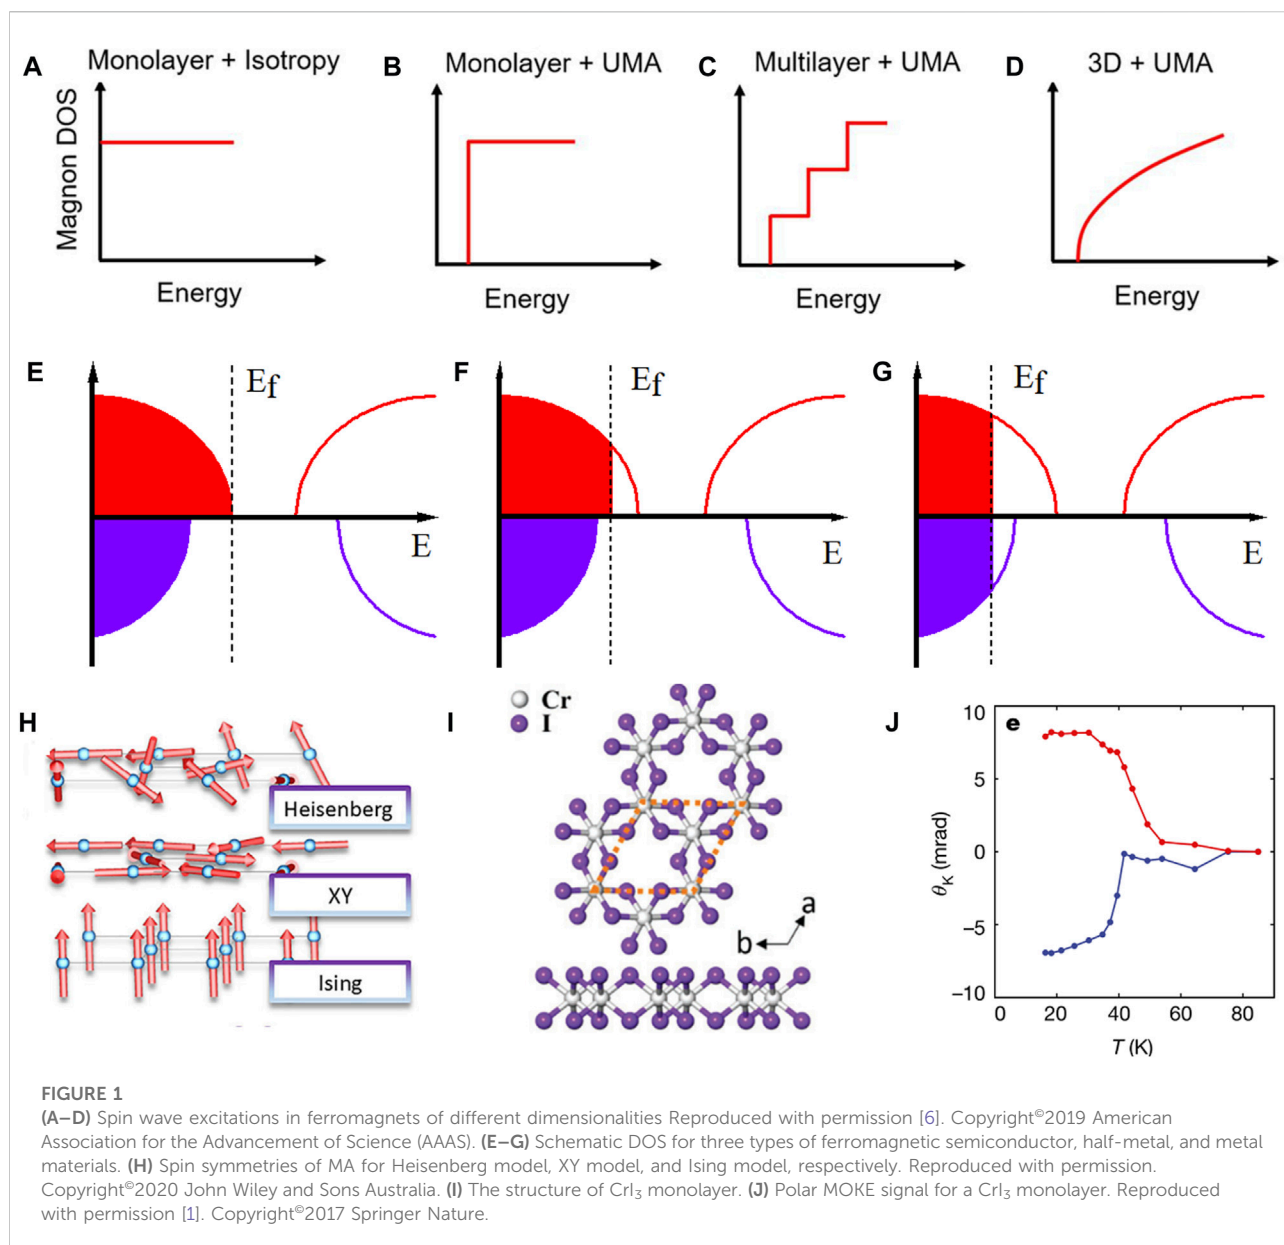 A
Monolayer + Isotropy
Magnon DOS
Energy
B
Monolayer + UMA
Energy
C
Multilayer + UMA
Energy
D
3D + UMA
Energy
E
Ef
E
F
Ef
E
G
Ef
E
H
Heisenberg
XY
Ising
I
Cr
I
a
b
J
e
10
5
0
−5
−10
θK (mrad)
0 20 40 60 80
T (K)
FIGURE 1
(A–D) Spin wave excitations in ferromagnets of different dimensionalities Reproduced with permission [6]. Copyright©2019 American
Association for the Advancement of Science (AAAS). (E–G) Schematic DOS for three types of ferromagnetic semiconductor, half-metal, and metal
materials. (H) Spin symmetries of MA for Heisenberg model, XY model, and Ising model, respectively. Reproduced with permission.
Copyright©2020 John Wiley and Sons Australia. (I) The structure of CrI₃ monolayer. (J) Polar MOKE signal for a CrI₃ monolayer. Reproduced
with permission [1]. Copyright©2017 Springer Nature.